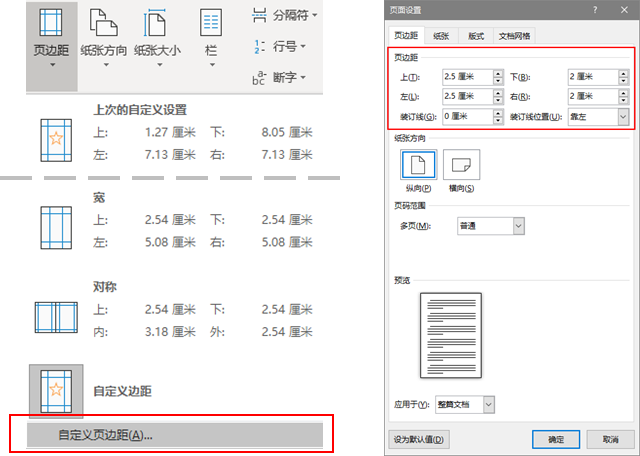 页边距
纸张方向
纸张大小
栏
分隔符
行号
断字
上次的自定义设置
上: 1.27 厘米 下: 8.05 厘米
左: 7.13 厘米 右: 7.13 厘米
宽
上: 2.54 厘米 下: 2.54 厘米
左: 5.08 厘米 右: 5.08 厘米
对称
上: 2.54 厘米 下: 2.54 厘米
内: 3.18 厘米 外: 2.54 厘米
自定义边距
自定义页边距(A)...
页面设置
页边距 纸张 版式 文档网格
页边距
上(T): 2.5 厘米 下(B): 2 厘米
左(L): 2.5 厘米 右(R): 2 厘米
装订线(G): 0 厘米 装订线位置(U): 靠左
纸张方向
纵向(P) 横向(S)
页码范围
多页(M): 普通
预览
应用于(Y): 整篇文档
设为默认值(D) 确定 取消